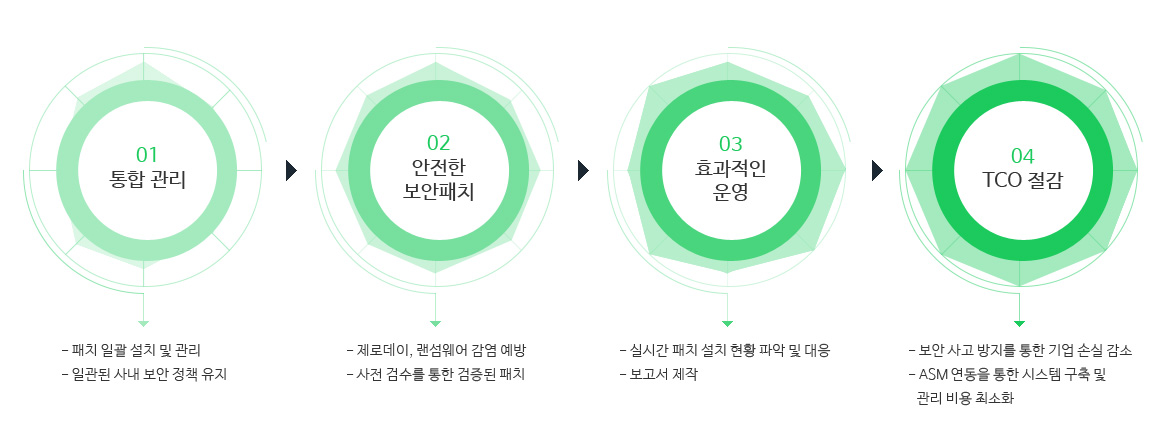 01
통합 관리
- 패치 일괄 설치 및 관리
- 일관된 사내 보안 정책 유지
02
안전한
보안패치
- 제로데이, 랜섬웨어 감염 예방
- 사전 검수를 통한 검증된 패치
03
효과적인
운영
- 실시간 패치 설치 현황 파악 및 대응
- 보고서 제작
04
TCO 절감
- 보안 사고 방지를 통한 기업 손실 감소
- ASM 연동을 통한 시스템 구축 및
관리 비용 최소화